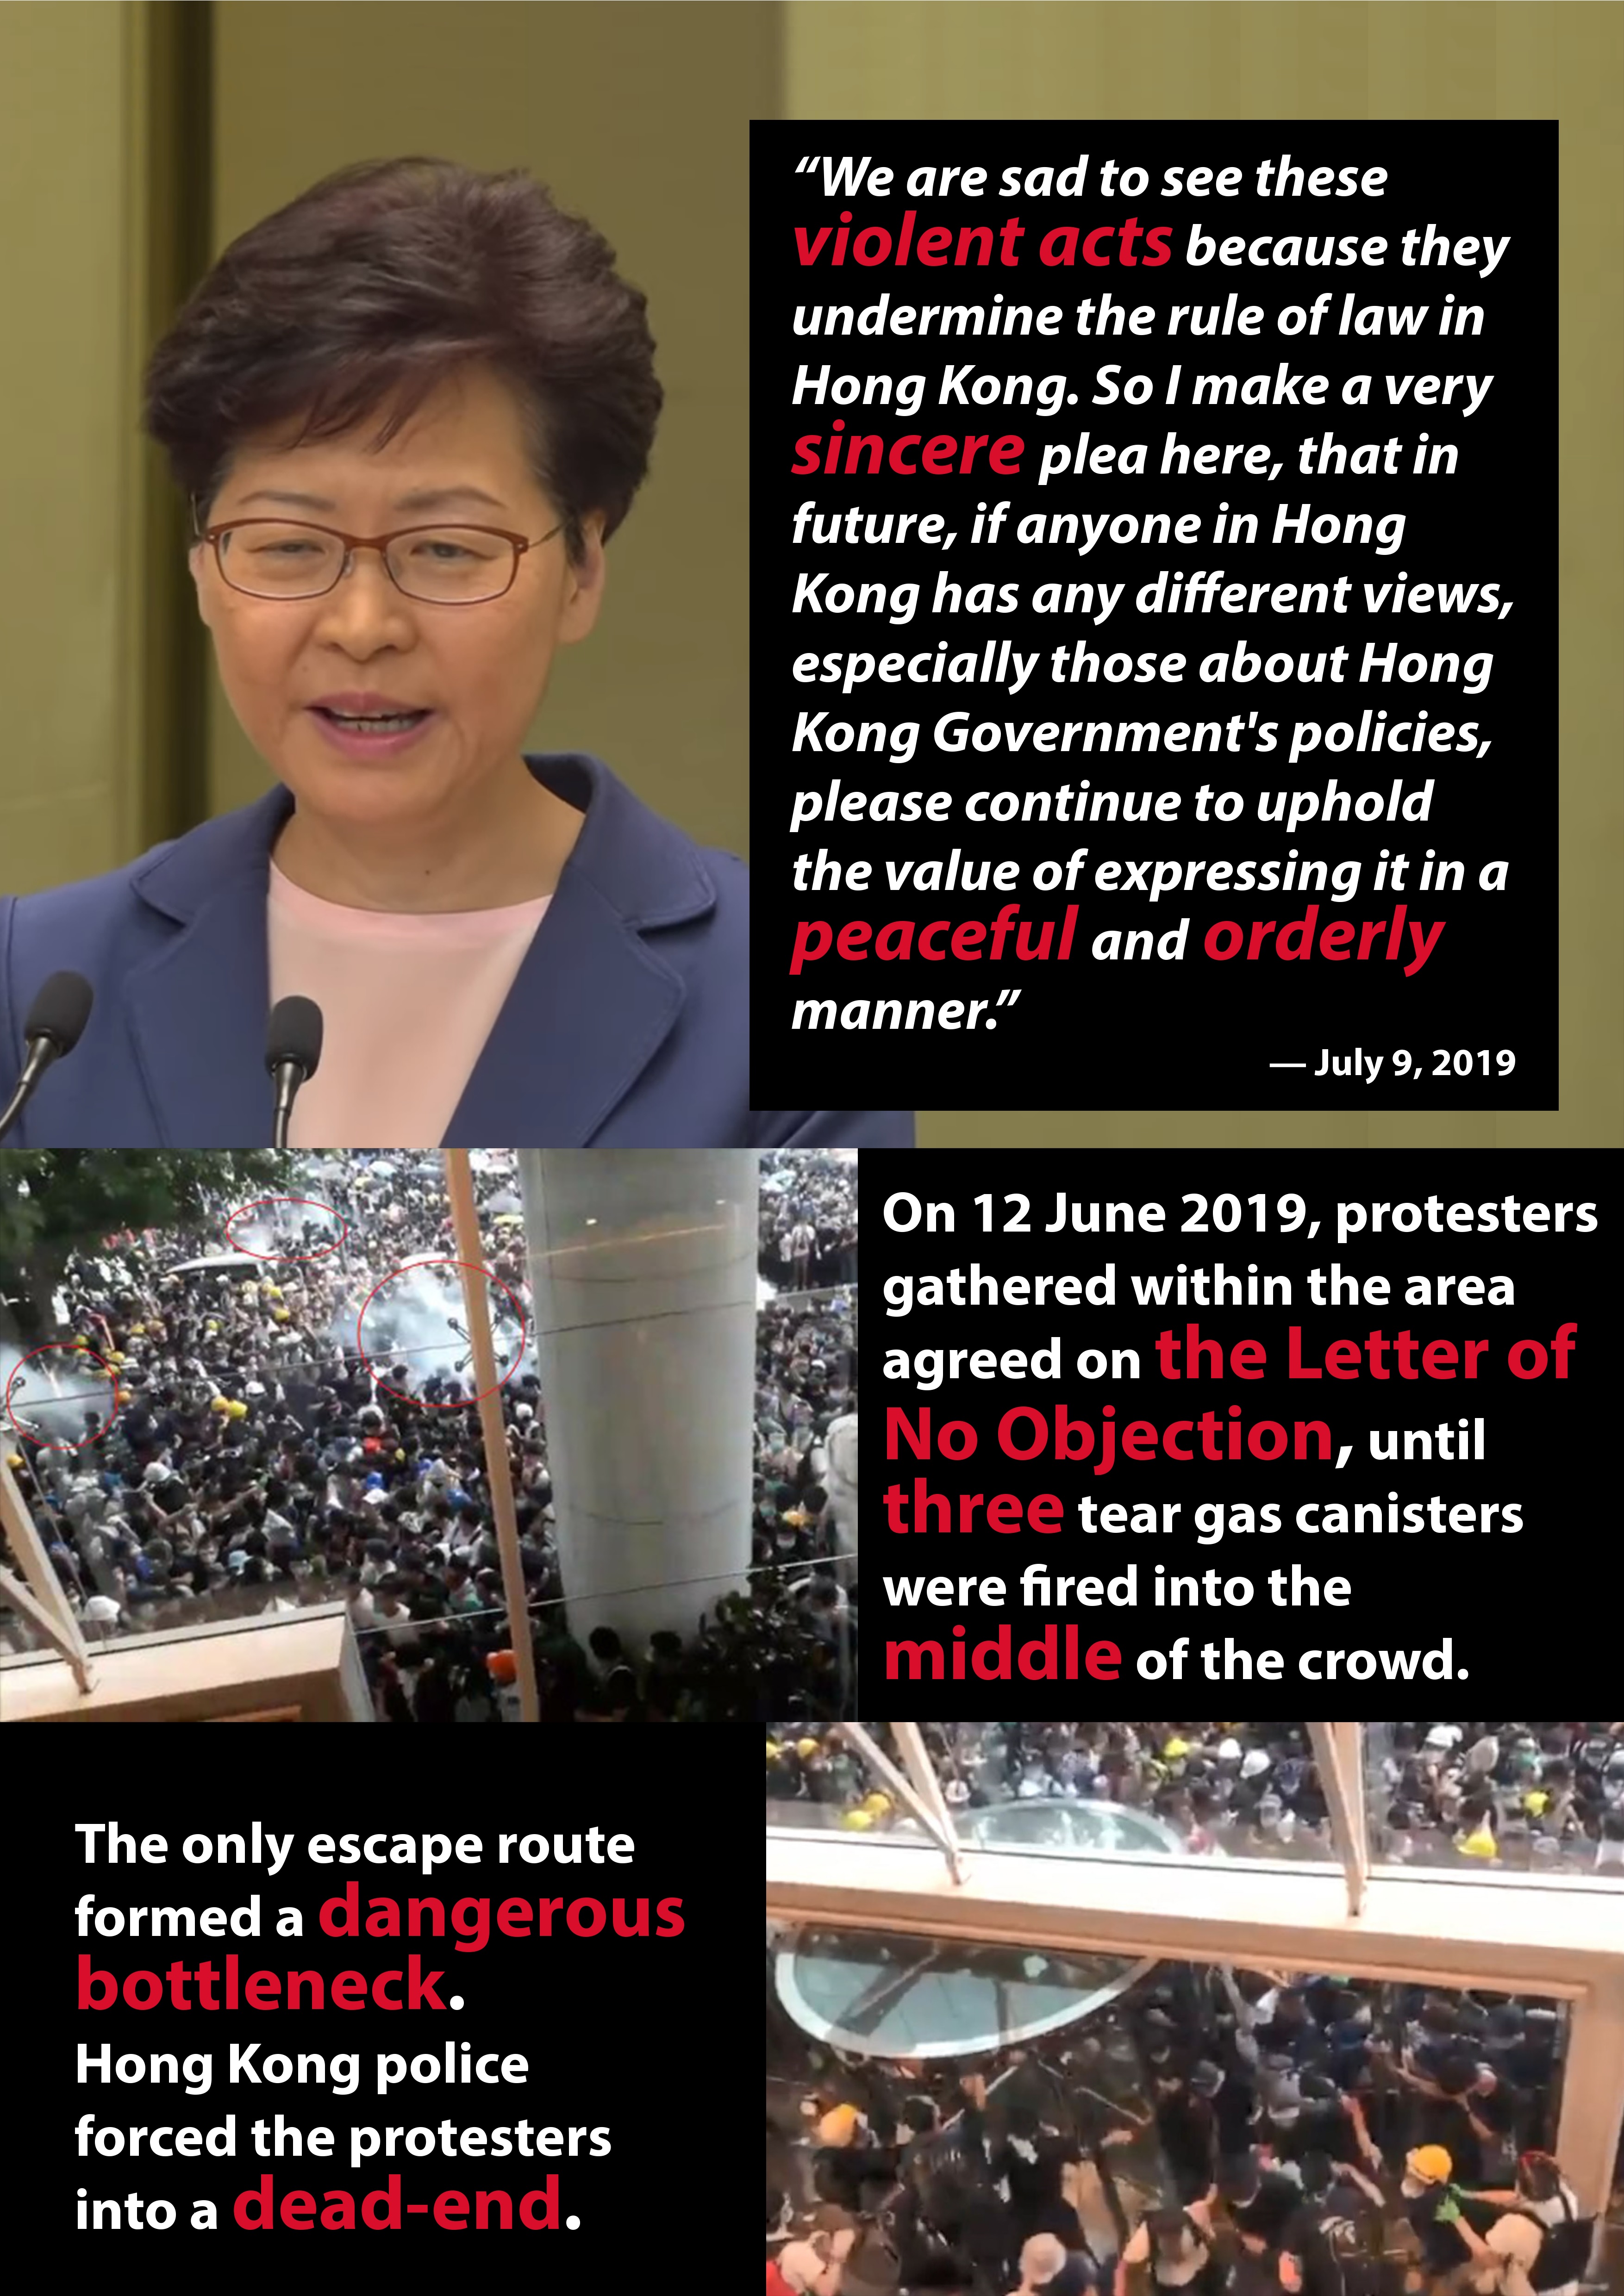 “We are sad to see these
violent acts because they
undermine the rule of law in
Hong Kong. So I make a very
sincere plea here, that in
future, if anyone in Hong
Kong has any different views,
especially those about Hong
Kong Government's policies,
please continue to uphold
the value of expressing it in a
peaceful and orderly
manner.”
— July 9, 2019
On 12 June 2019, protesters
gathered within the area
agreed on the Letter of
No Objection, until
three tear gas canisters
were fired into the
middle of the crowd.
The only escape route
formed a dangerous
bottleneck.
Hong Kong police
forced the protesters
into a dead-end.